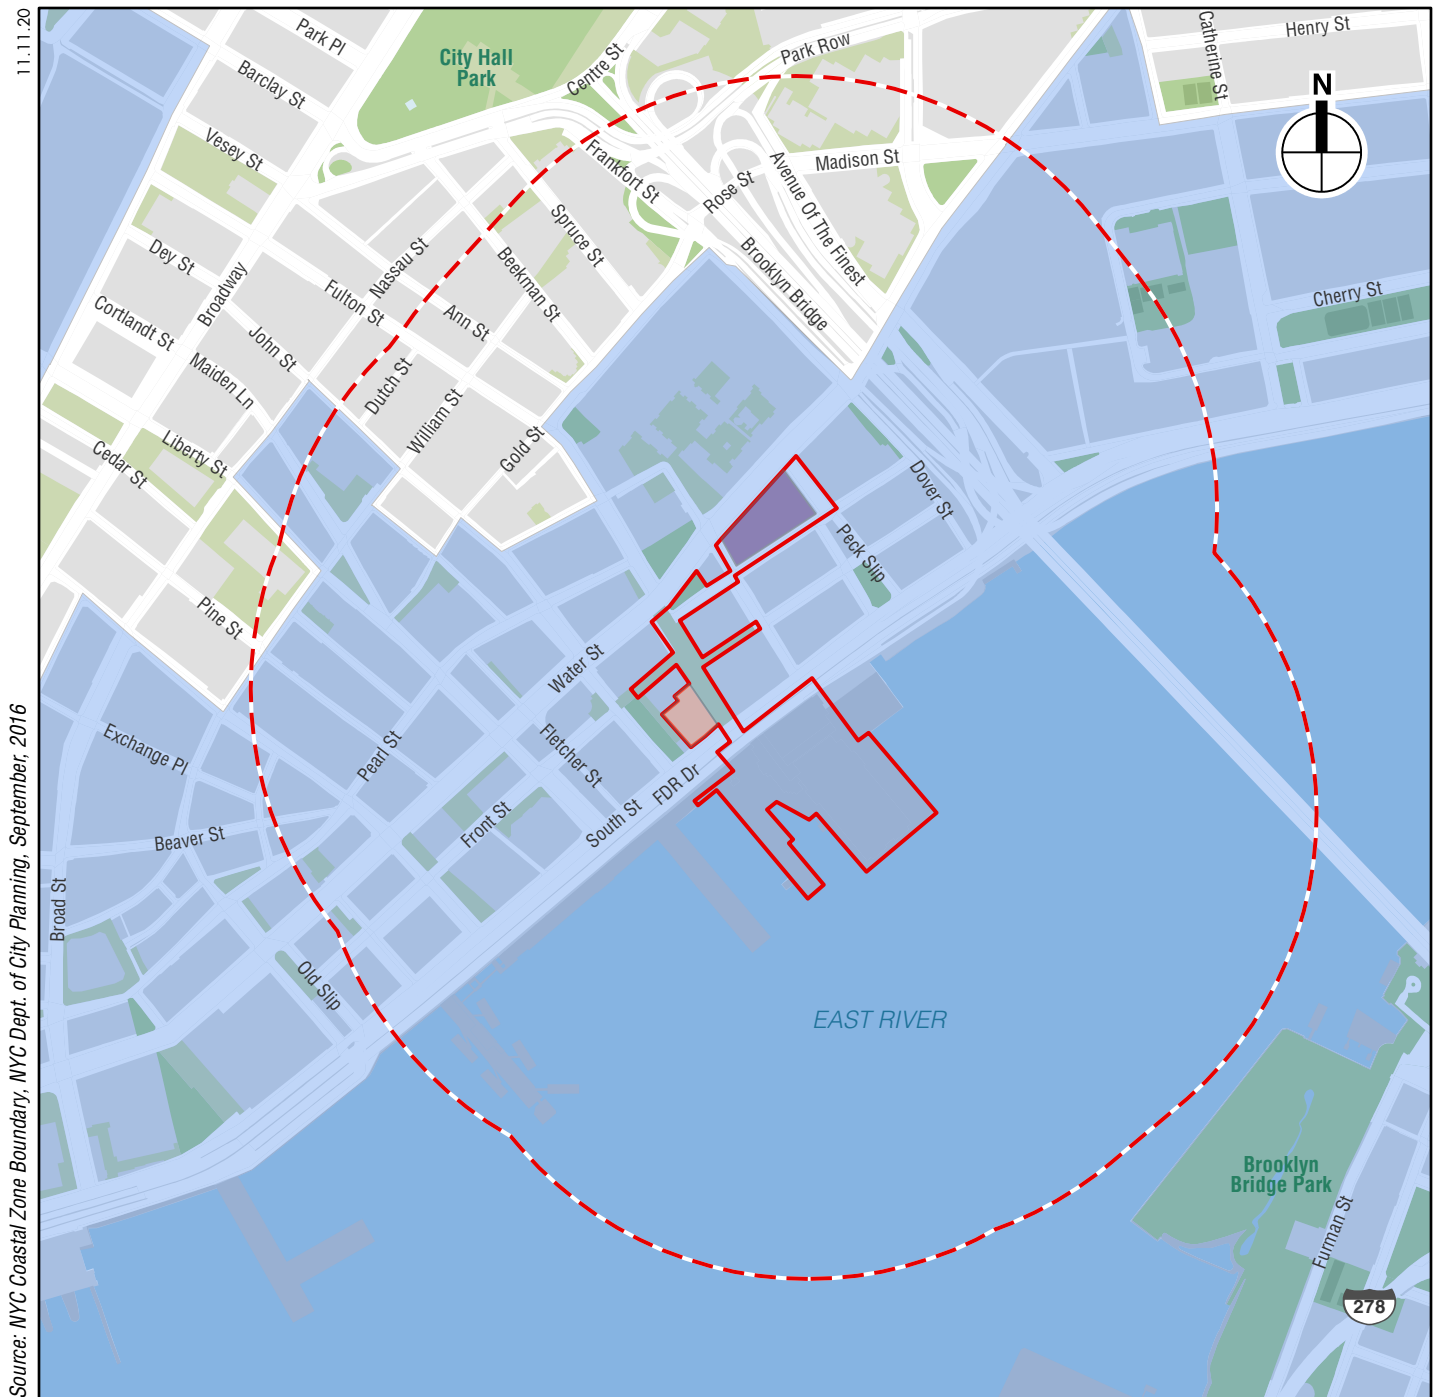 11.11.20
Source: NYC Coastal Zone Boundary, NYC Dept. of City Planning, September, 2016
Park Pl
Barclay St
Vesey St
City Hall
Park
Centre St
Park Row
Catherine St
Henry St
N
Frankfort St
Rose St
Madison St
Avenue Of The Finest
Spruce St
Beekman St
Brooklyn Bridge
Dey St
Cortlandt St
Broadway
Nassau St
Fulton St
Ann St
Cherry St
John St
Maiden Ln
Dutch St
William St
Gold St
Liberty St
Cedar St
Dover St
Peck Slip
Pine St
Water St
Exchange Pl
Pearl St
Fletcher St
FDR Dr
Front St
South St
Beaver St
Broad St
Old Slip
EAST RIVER
Brooklyn
Bridge Park
Furman St
278